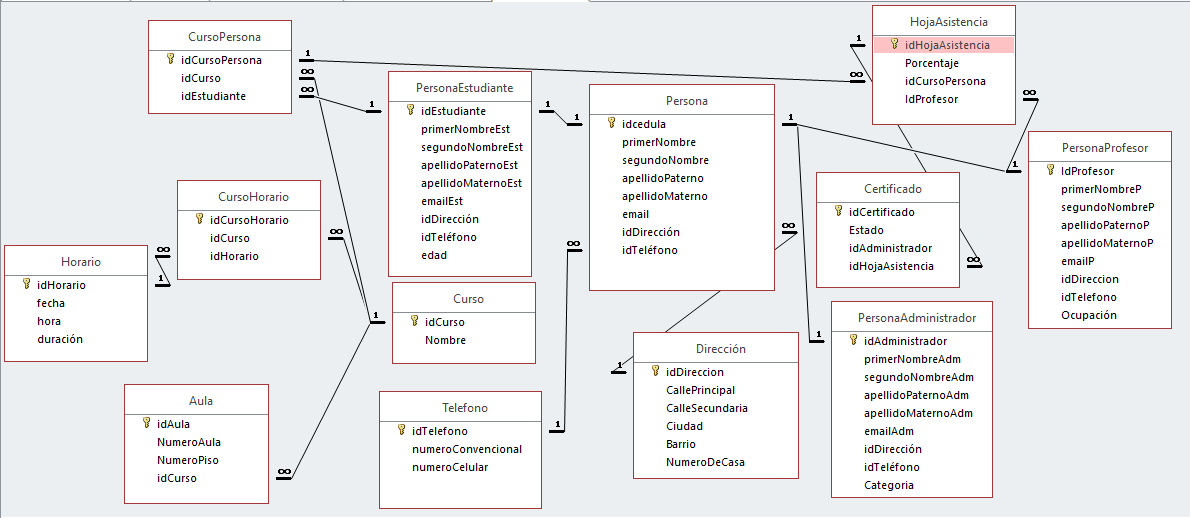 CursoPersona
idCursoPersona
idCurso
idEstudiante
1
∞
∞
PersonaEstudiante
idEstudiante
primerNombreEst
segundoNombreEst
apellidoPaternoEst
apellidoMaternoEst
emailEst
idDirección
idTeléfono
edad
1
1
Persona
idcedula
primerNombre
segundoNombre
apellidoPaterno
apellidoMaterno
email
idDirección
idTeléfono
1
1
∞
∞
HojaAsistencia
idHojaAsistencia
Porcentaje
idCursoPersona
IdProfesor
1
∞
∞
PersonaProfesor
IdProfesor
primerNombreP
segundoNombreP
apellidoPaternoP
apellidoMaternoP
emailP
idDireccion
idTelefono
Ocupación
1
Certificado
idCertificado
Estado
idAdministrador
idHojaAsistencia
∞
CursoHorario
idCursoHorario
idCurso
idHorario
∞
∞
Horario
idHorario
fecha
hora
duración
1
Curso
idCurso
Nombre
1
PersonaAdministrador
idAdministrador
primerNombreAdm
segundoNombreAdm
apellidoPaternoAdm
apellidoMaternoAdm
emailAdm
idDirección
idTeléfono
Categoria
1
Dirección
idDireccion
CallePrincipal
CalleSecundaria
Ciudad
Barrio
NumeroDeCasa
1
Aula
idAula
NumeroAula
NumeroPiso
idCurso
∞
Telefono
idTelefono
numeroConvencional
numeroCelular
1